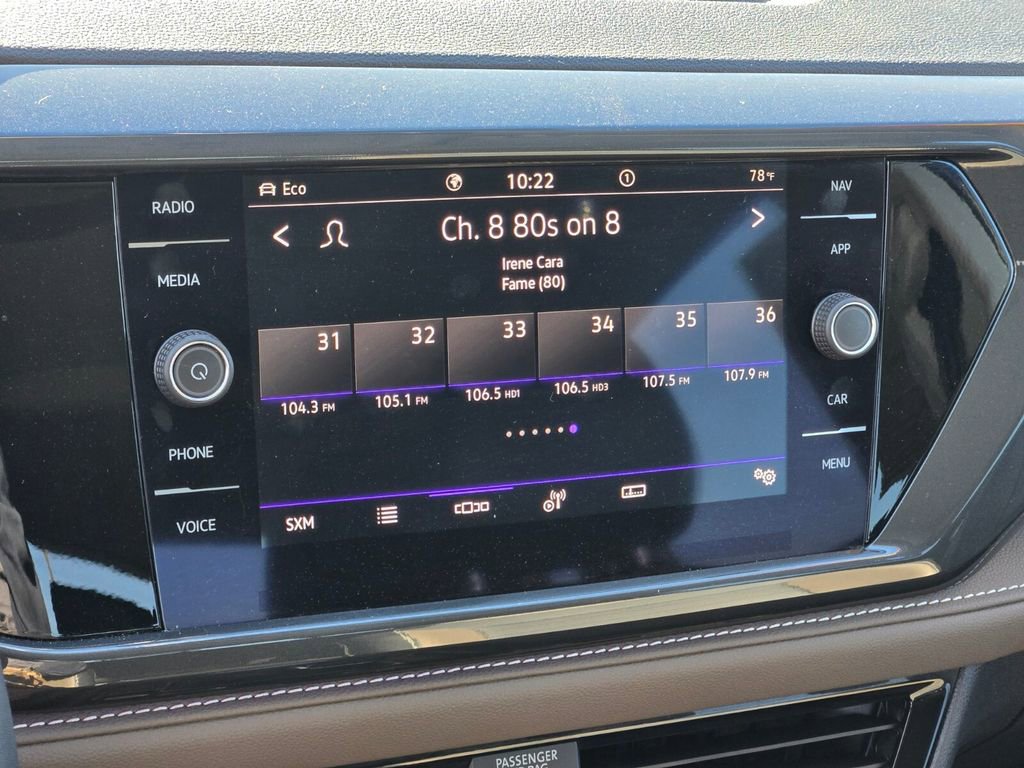 Eco 10:22 1 78°F
NAV
RADIO
Ch. 8 80s on 8
APP
MEDIA
Irene Cara
Fame (80)
31 32 33 34 35 36
104.3 FM 105.1 FM 106.5 HD1 106.5 HD3 107.5 FM 107.9 FM
CAR
PHONE
MENU
SXM
VOICE
PASSENGER